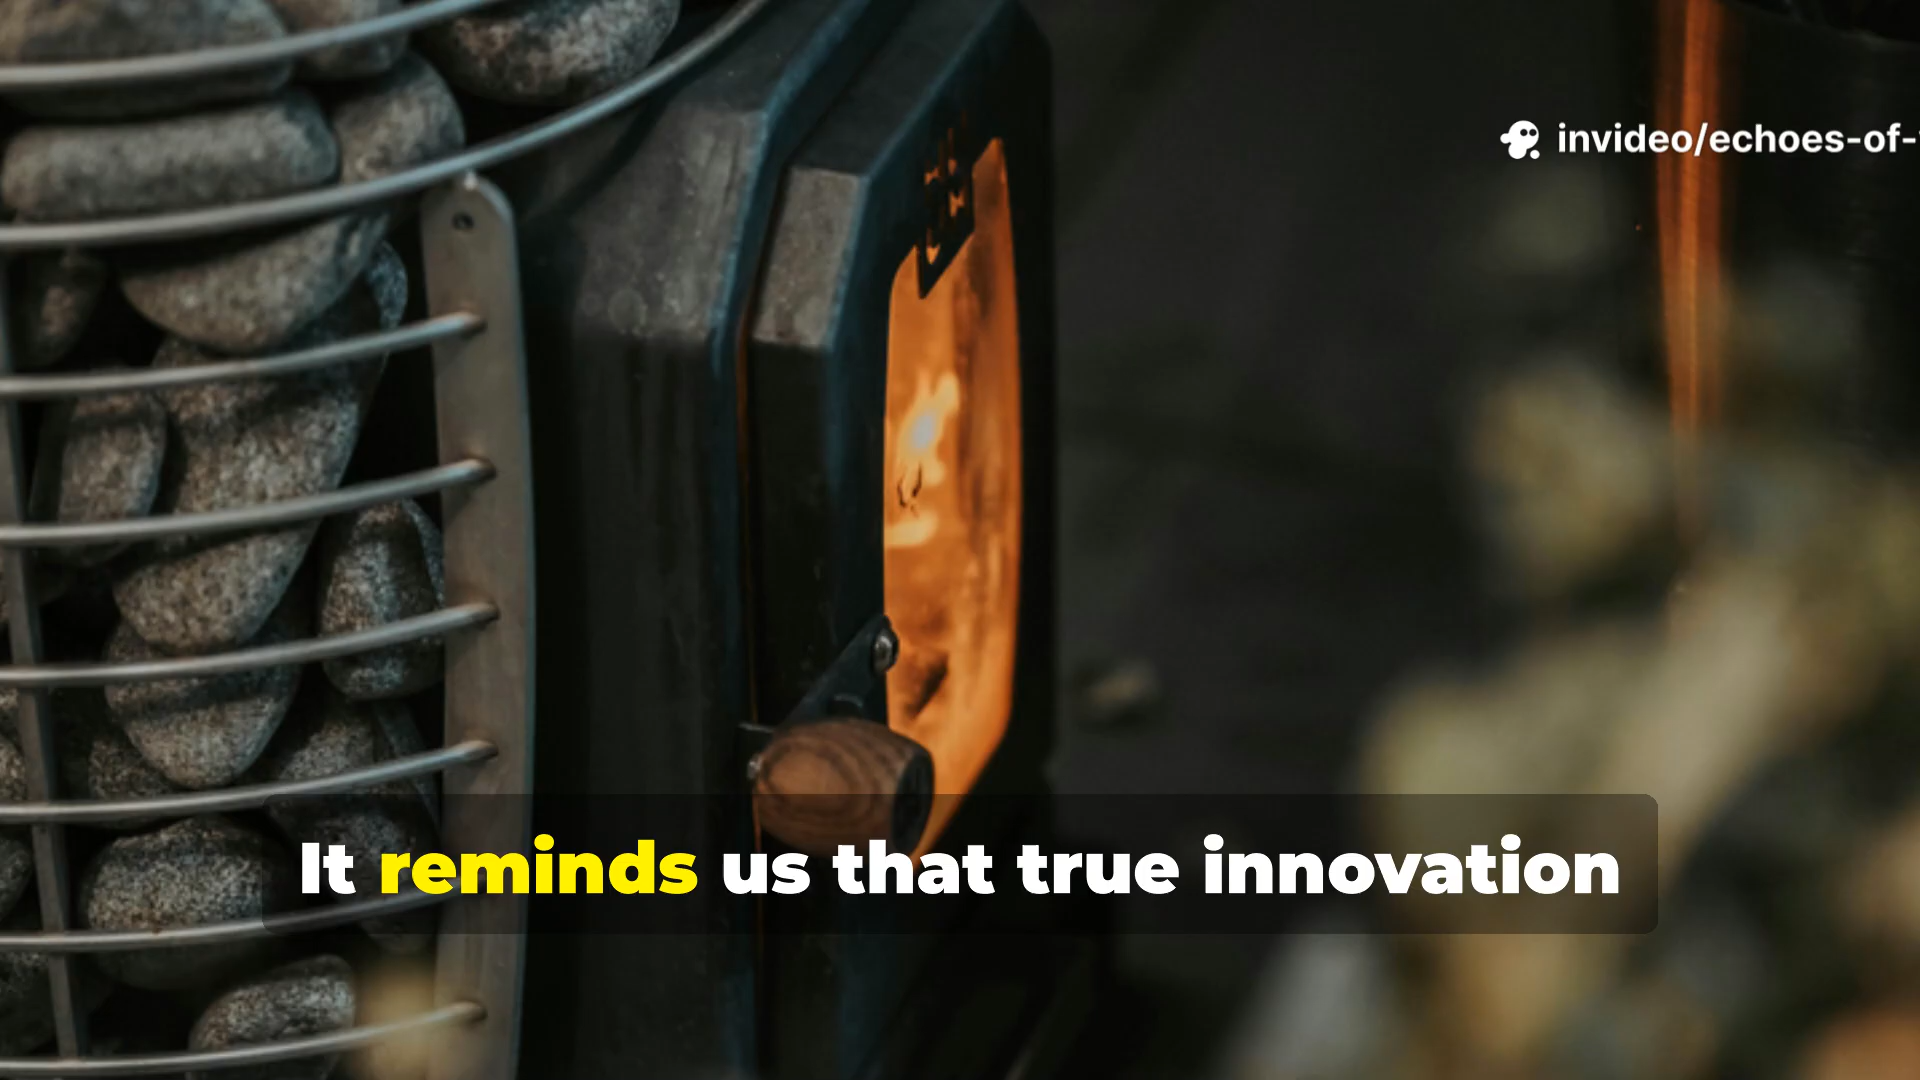 invideo/echoes-of-
It reminds us that true innovation